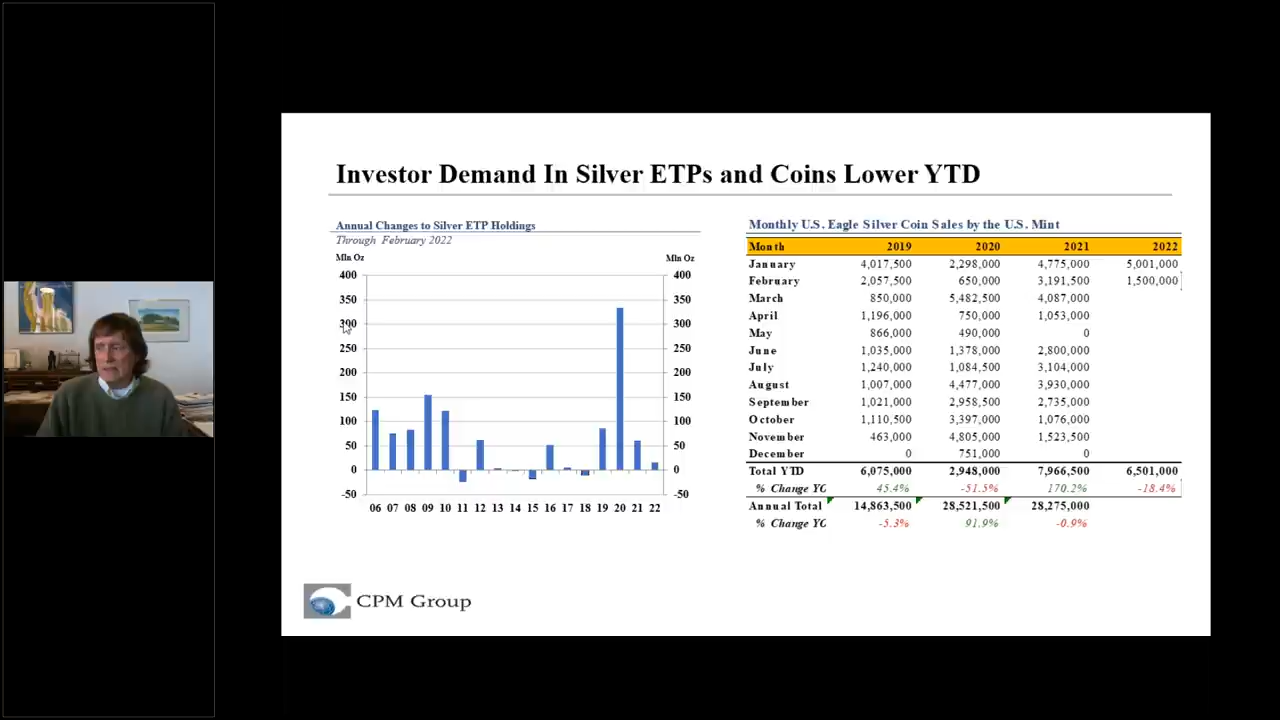 Investor Demand In Silver ETPs and Coins Lower YTD
Annual Changes to Silver ETP Holdings
Through February 2022
Mln Oz Mln Oz
400 400
350 350
300 300
250 250
200 200
150 150
100 100
50 50
0 0
-50 -50
06 07 08 09 10 11 12 13 14 15 16 17 18 19 20 21 22
Monthly U.S. Eagle Silver Coin Sales by the U.S. Mint
Month 2019 2020 2021 2022
January 4,017,500 2,298,000 4,775,000 5,001,000
February 2,057,500 650,000 3,191,500 1,500,000
March 850,000 5,482,500 4,087,000
April 1,196,000 750,000 1,053,000
May 866,000 490,000 0
June 1,035,000 1,378,000 2,800,000
July 1,240,000 1,084,500 3,104,000
August 1,007,000 4,477,000 3,930,000
September 1,021,000 2,958,500 2,735,000
October 1,110,500 3,397,000 1,076,000
November 463,000 4,805,000 1,523,500
December 0 751,000 0
Total YTD 6,075,000 2,948,000 7,966,500 6,501,000
% Change YO 45.4% -51.5% 170.2% -18.4%
Annual Total 14,863,500 28,521,500 28,275,000
% Change YO -5.3% 91.9% -0.9%
CPM Group